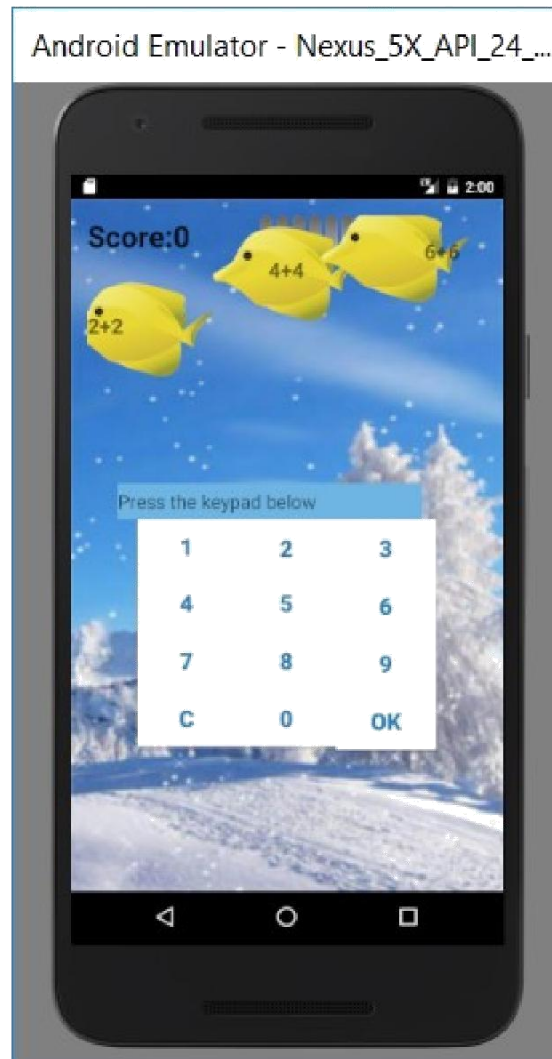 Android Emulator - Nexus_5X_API_24_...
2:00
Score:0
6+6
4+4
2+2
Press the keypad below
1 2 3
4 5 6
7 8 9
C 0 OK